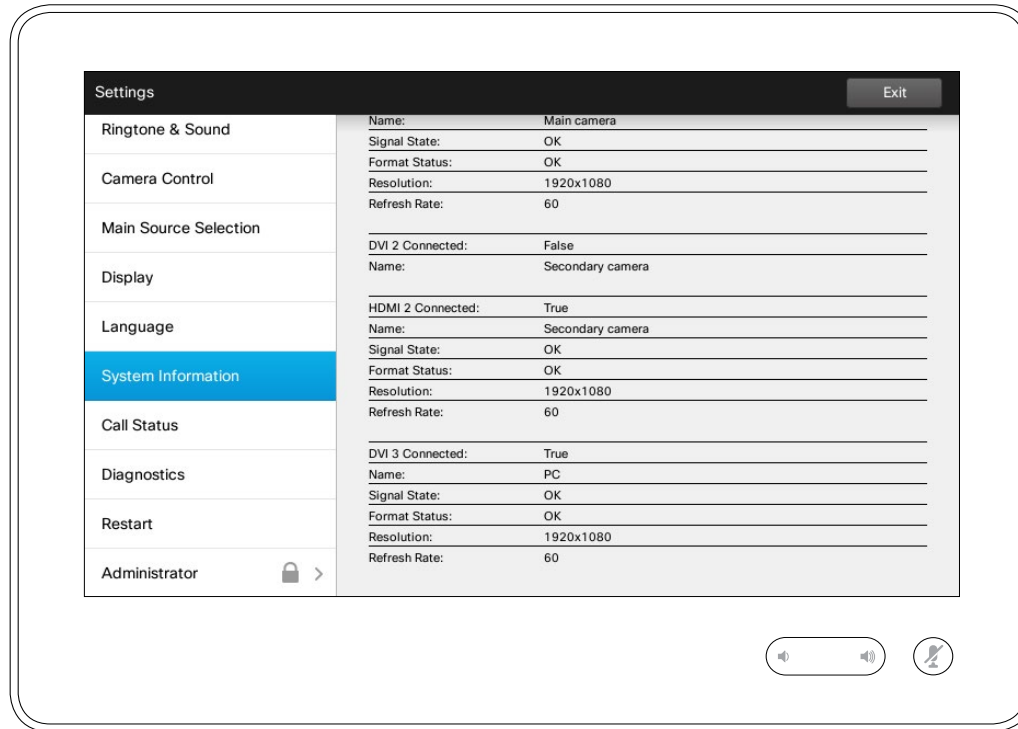 Settings
Exit
Ringtone & Sound
Camera Control
Main Source Selection
Display
Language
System Information
Call Status
Diagnostics
Restart
Administrator
Name: Main camera
Signal State: OK
Format Status: OK
Resolution: 1920x1080
Refresh Rate: 60
DVI 2 Connected: False
Name: Secondary camera
HDMI 2 Connected: True
Name: Secondary camera
Signal State: OK
Format Status: OK
Resolution: 1920x1080
Refresh Rate: 60
DVI 3 Connected: True
Name: PC
Signal State: OK
Format Status: OK
Resolution: 1920x1080
Refresh Rate: 60